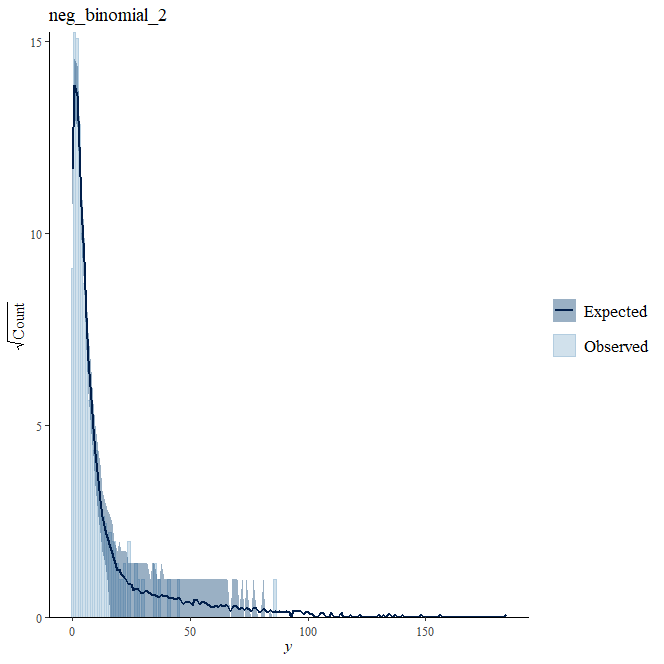 neg_binomial_2
15
10
5
0
√Count
0 50 100 150
y
Expected
Observed